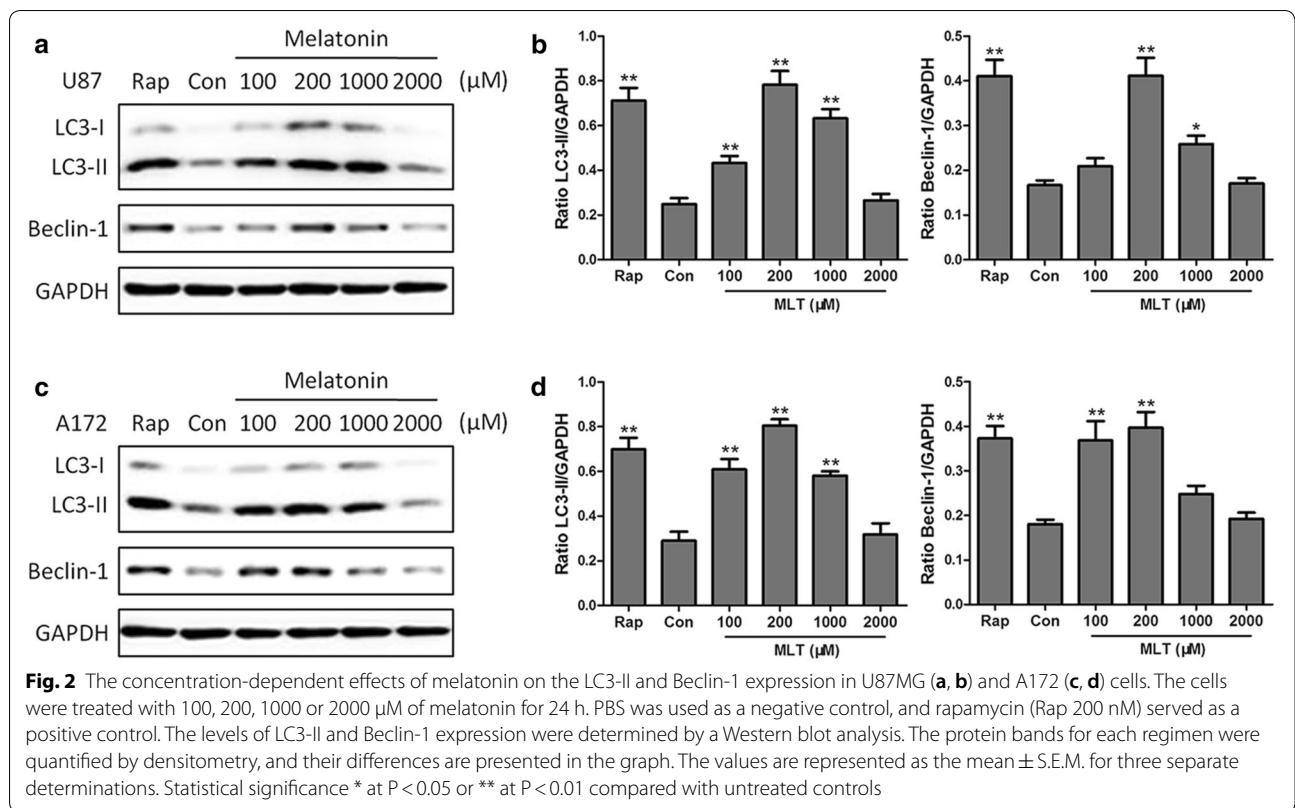 a
Melatonin
U87 Rap Con 100 200 1000 2000 (µM)
LC3-I
LC3-II
Beclin-1
GAPDH
b
Ratio LC3-II/GAPDH
1.0
0.8
0.6
0.4
0.2
0.0
** ** ** **
Rap Con 100 200 1000 2000
MLT (µM)
Ratio Beclin-1/GAPDH
0.5
0.4
0.3
0.2
0.1
0.0
** ** *
Rap Con 100 200 1000 2000
MLT (µM)
c
Melatonin
A172 Rap Con 100 200 1000 2000 (µM)
LC3-I
LC3-II
Beclin-1
GAPDH
d
Ratio LC3-II/GAPDH
1.0
0.8
0.6
0.4
0.2
0.0
** ** ** **
Rap Con 100 200 1000 2000
MLT (µM)
Ratio Beclin-1/GAPDH
0.5
0.4
0.3
0.2
0.1
0.0
** ** **
Rap Con 100 200 1000 2000
MLT (µM)
Fig. 2 The concentration-dependent effects of melatonin on the LC3-II and Beclin-1 expression in U87MG (a, b) and A172 (c, d) cells. The cells
were treated with 100, 200, 1000 or 2000 µM of melatonin for 24 h. PBS was used as a negative control, and rapamycin (Rap 200 nM) served as a
positive control. The levels of LC3-II and Beclin-1 expression were determined by a Western blot analysis. The protein bands for each regimen were
quantified by densitometry, and their differences are presented in the graph. The values are represented as the mean ± S.E.M. for three separate
determinations. Statistical significance * at P < 0.05 or ** at P < 0.01 compared with untreated controls